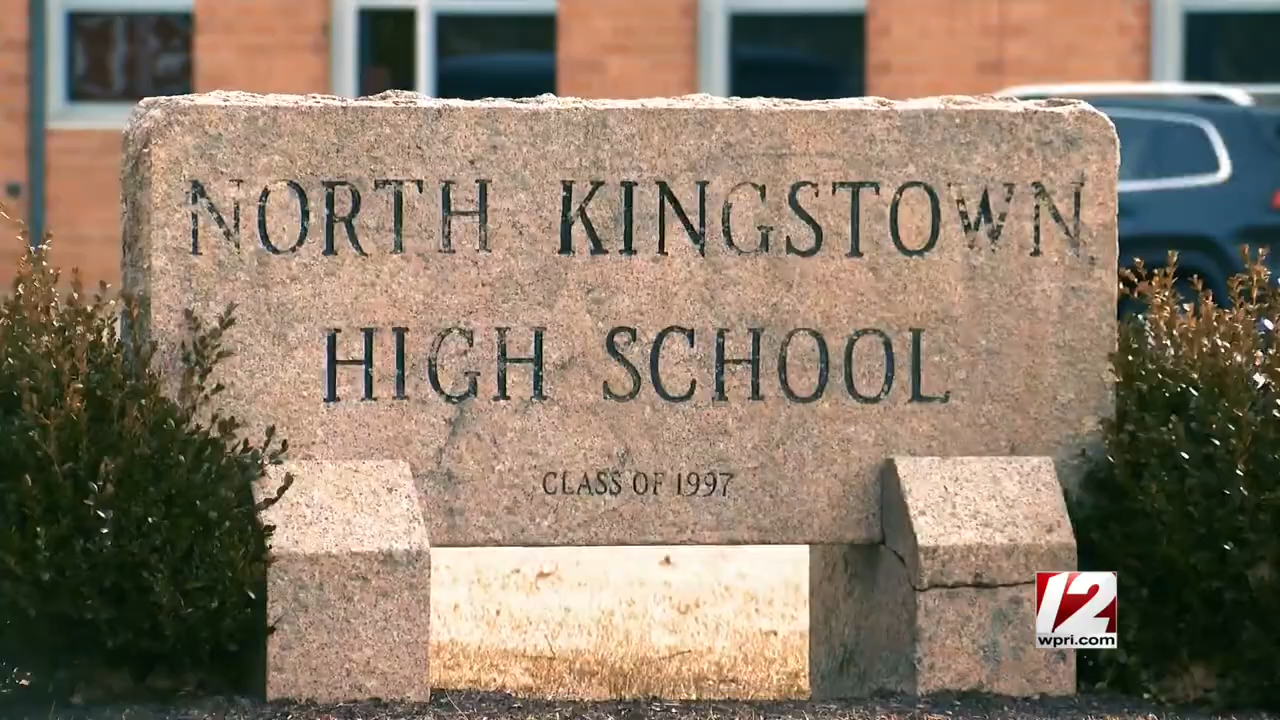 NORTH KINGSTOWN
HIGH SCHOOL
CLASS OF 1997
12
wpri.com